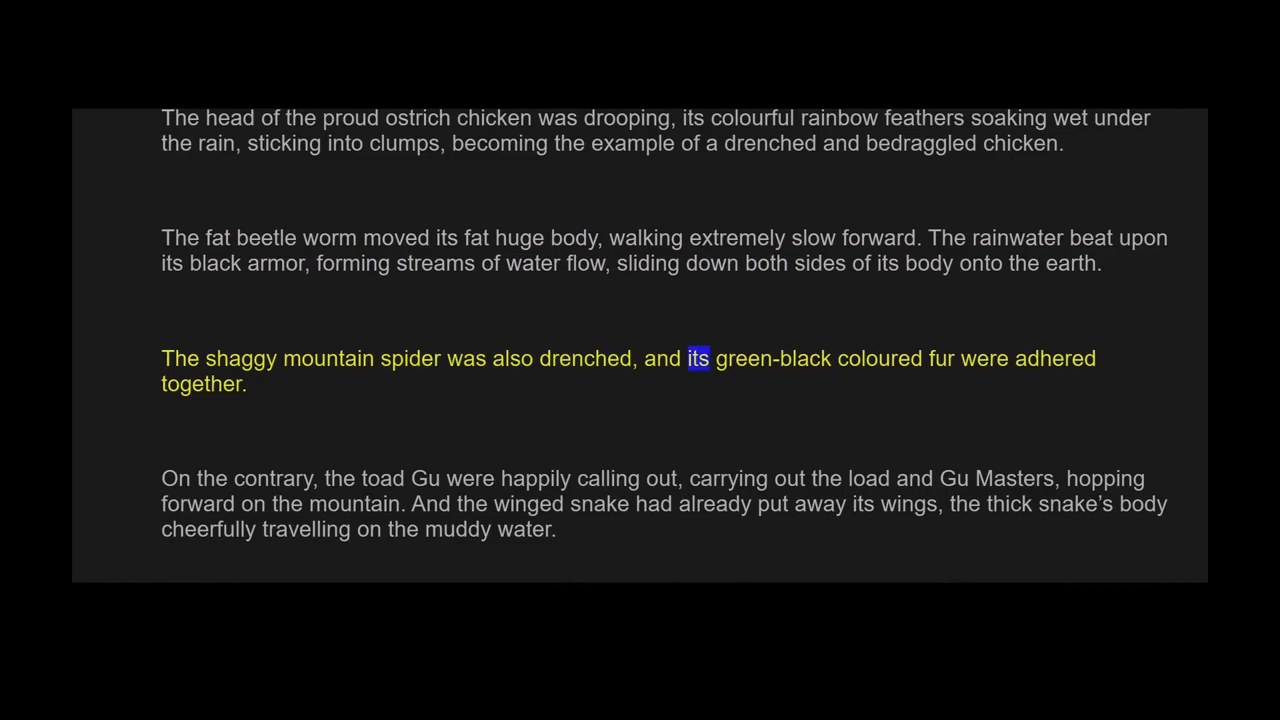 The head of the proud ostrich chicken was drooping, its colourful rainbow feathers soaking wet under
the rain, sticking into clumps, becoming the example of a drenched and bedraggled chicken.
The fat beetle worm moved its fat huge body, walking extremely slow forward. The rainwater beat upon
its black armor, forming streams of water flow, sliding down both sides of its body onto the earth.
The shaggy mountain spider was also drenched, and its green-black coloured fur were adhered
together.
On the contrary, the toad Gu were happily calling out, carrying out the load and Gu Masters, hopping
forward on the mountain. And the winged snake had already put away its wings, the thick snake’s body
cheerfully travelling on the muddy water.